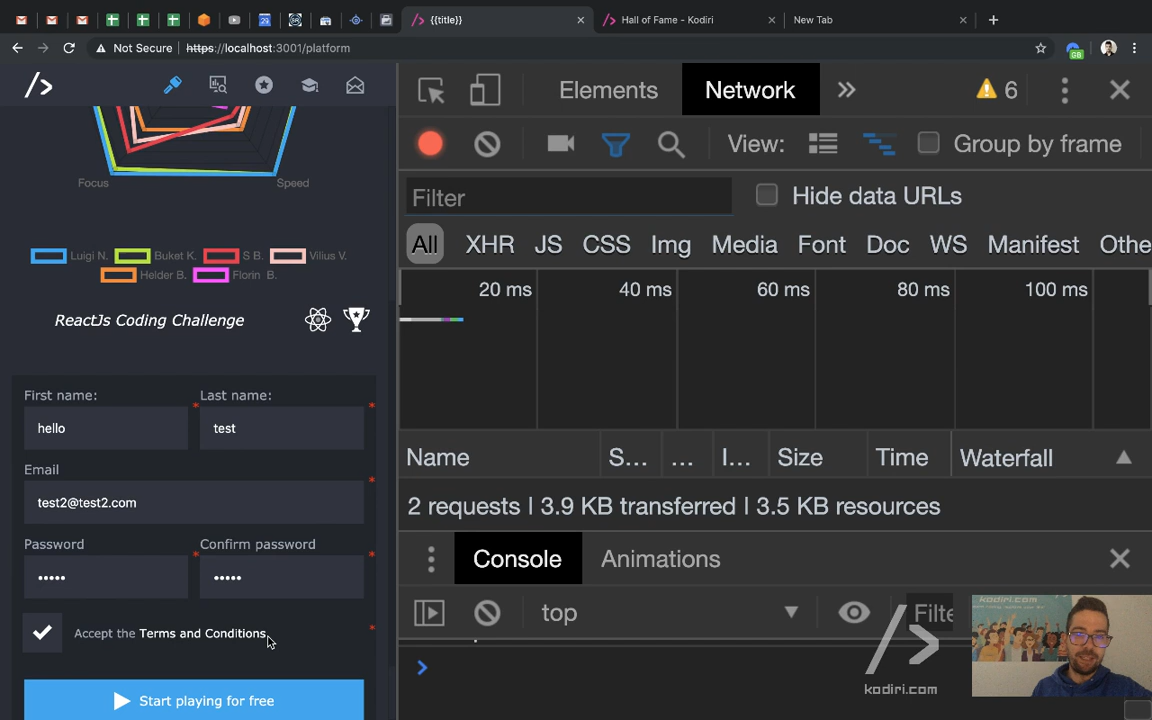 {{title}}
Hall of Fame - Kodiri
New Tab
Not Secure
https://localhost:3001/platform
Elements
Network
6
View:
Group by frame
Filter
Hide data URLs
All
XHR
JS
CSS
Img
Media
Font
Doc
WS
Manifest
Othe
20 ms
40 ms
60 ms
80 ms
100 ms
Name
S...
...
I...
Size
Time
Waterfall
2 requests | 3.9 KB transferred | 3.5 KB resources
Console
Animations
top
Filte
Focus
Speed
Luigi N.
Buket K.
S B.
Vilius V.
Helder B.
Florin B.
ReactJs Coding Challenge
First name:
Last name:
hello
test
Email
test2@test2.com
Password
Confirm password
•••••
•••••
Accept the Terms and Conditions.
Start playing for free
kodiri.com
kodiri.com